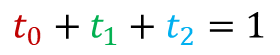 t₀ + t₁ + t₂ = 1